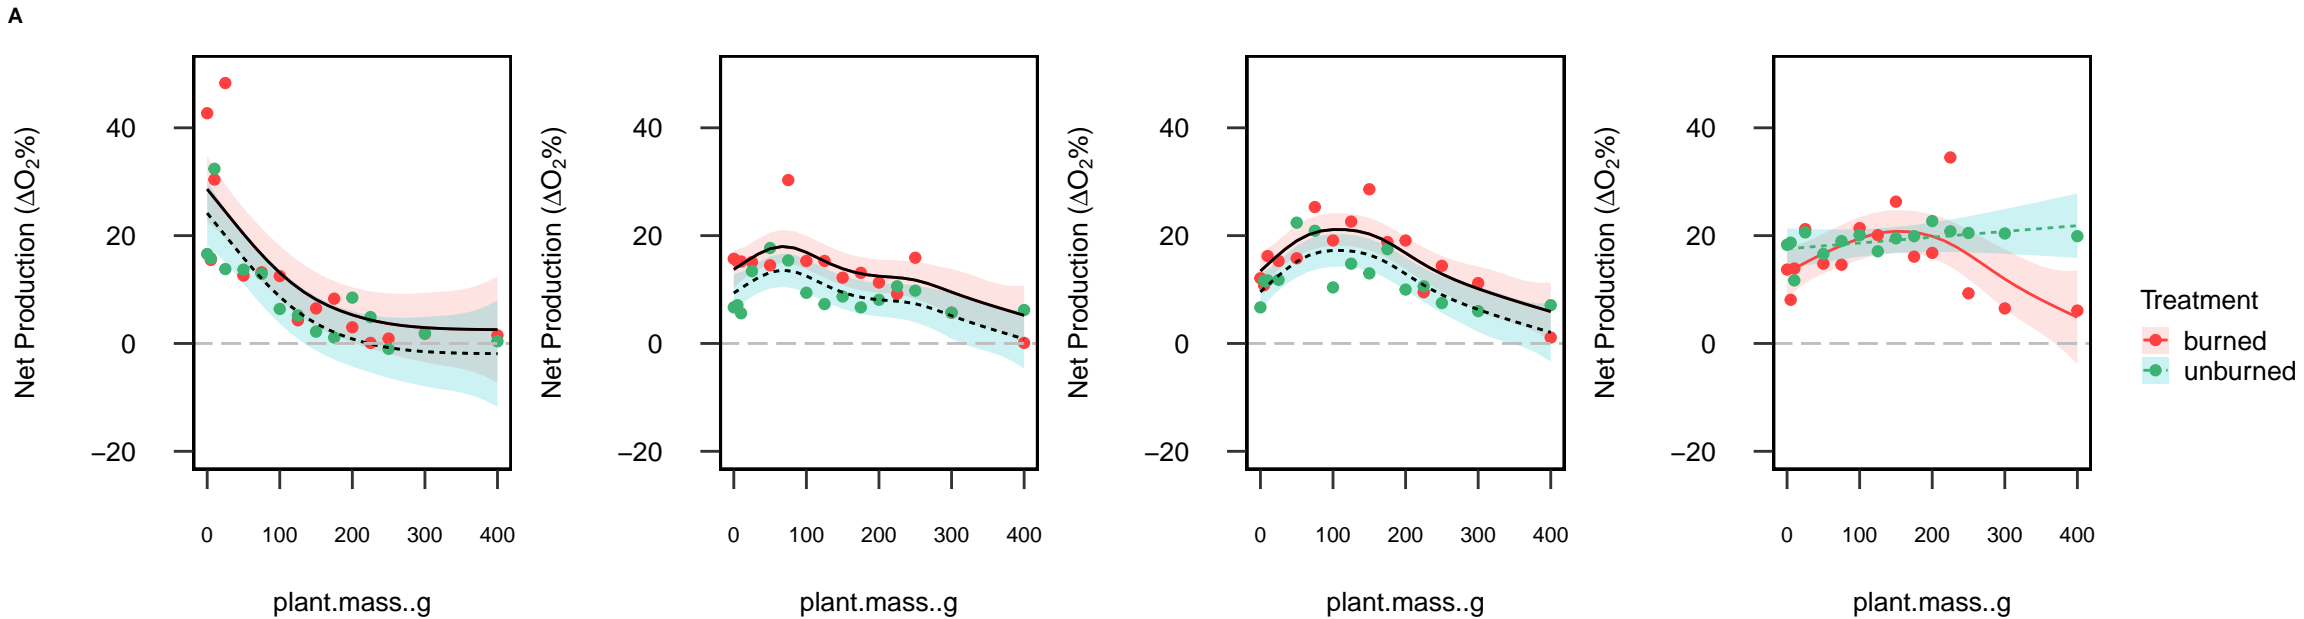 A
Net Production (ΔO₂%)
40
20
0
−20
0 100 200 300 400
plant.mass..g
Net Production (ΔO₂%)
40
20
0
−20
0 100 200 300 400
plant.mass..g
Net Production (ΔO₂%)
40
20
0
−20
0 100 200 300 400
plant.mass..g
Net Production (ΔO₂%)
40
20
0
−20
0 100 200 300 400
plant.mass..g
Treatment
burned
unburned